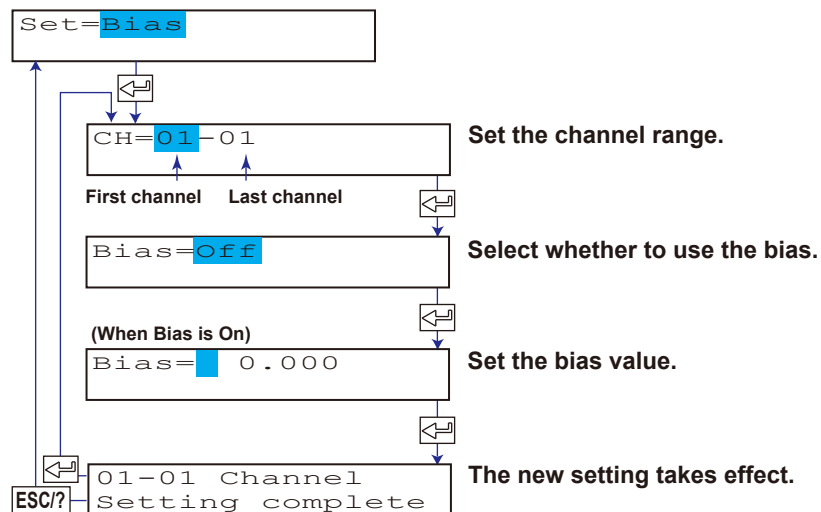 Set=Bias
CH=01-01
Set the channel range.
First channel Last channel
Bias=Off
Select whether to use the bias.
(When Bias is On)
Bias= 0.000
Set the bias value.
01-01 Channel
Setting complete
The new setting takes effect.
ESC/?